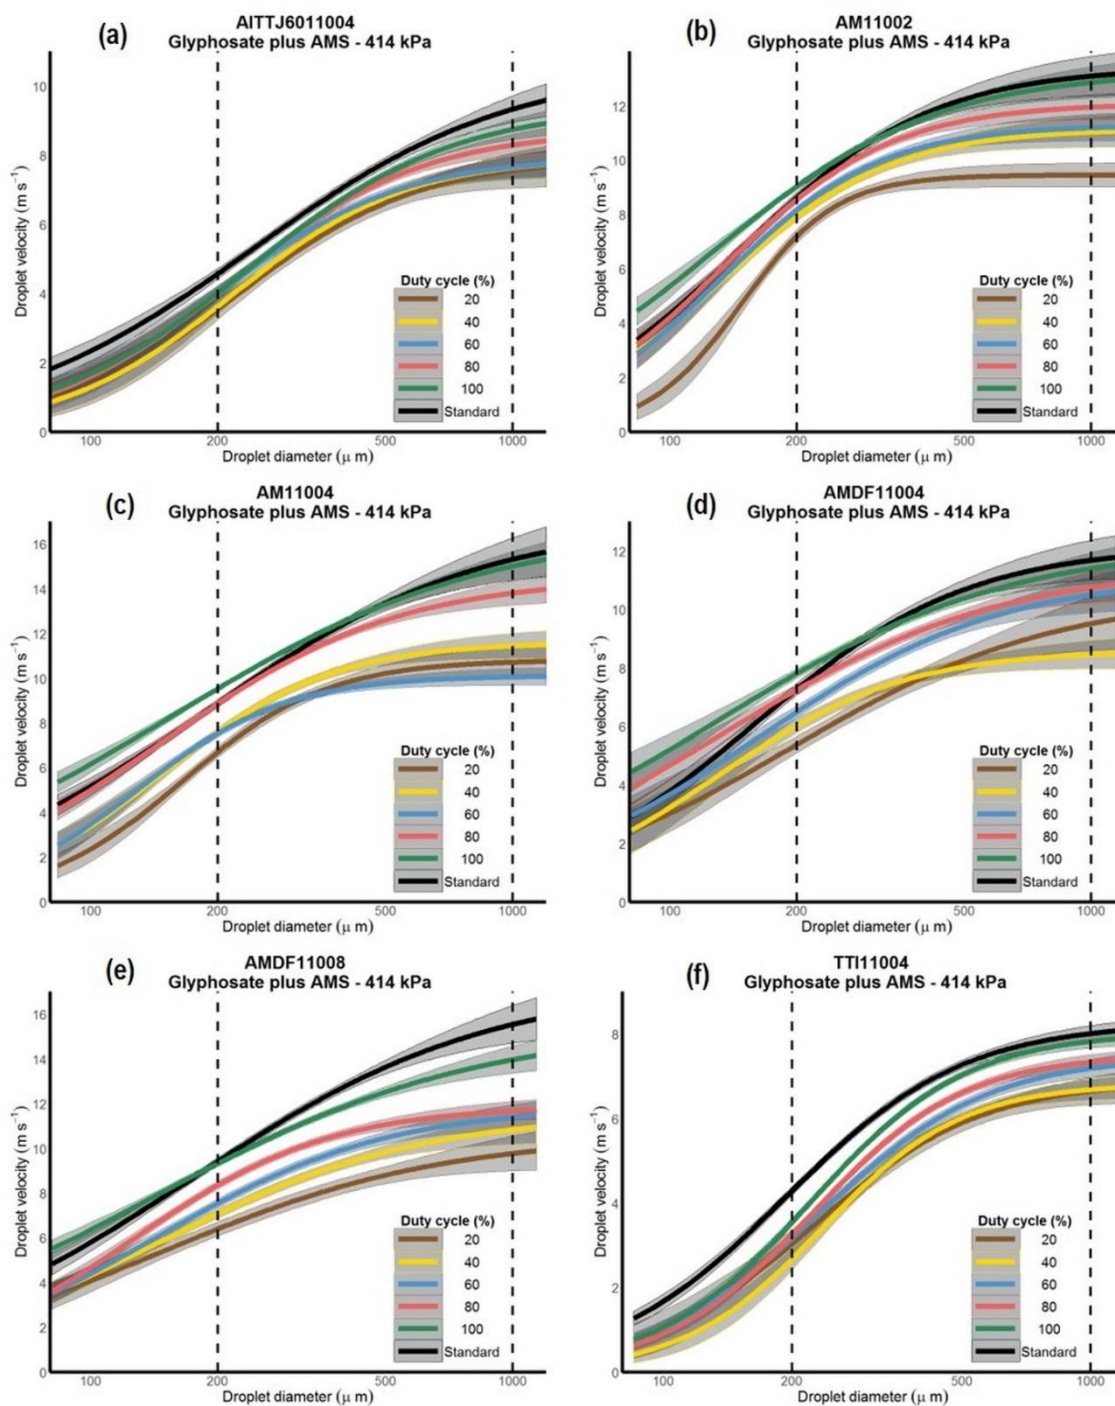 (a)
AITTJ6011004
Glyphosate plus AMS - 414 kPa
Droplet velocity (m s⁻¹)
10
8
6
4
2
0
100
200
500
1000
Droplet diameter (μ m)
Duty cycle (%)
20
40
60
80
100
Standard
(b)
AM11002
Glyphosate plus AMS - 414 kPa
Droplet velocity (m s⁻¹)
12
10
8
6
4
2
0
100
200
500
1000
Droplet diameter (μ m)
Duty cycle (%)
20
40
60
80
100
Standard
(c)
AM11004
Glyphosate plus AMS - 414 kPa
Droplet velocity (m s⁻¹)
16
14
12
10
8
6
4
2
0
100
200
500
1000
Droplet diameter (μ m)
Duty cycle (%)
20
40
60
80
100
Standard
(d)
AMDF11004
Glyphosate plus AMS - 414 kPa
Droplet velocity (m s⁻¹)
12
10
8
6
4
2
0
100
200
500
1000
Droplet diameter (μ m)
Duty cycle (%)
20
40
60
80
100
Standard
(e)
AMDF11008
Glyphosate plus AMS - 414 kPa
Droplet velocity (m s⁻¹)
16
14
12
10
8
6
4
2
0
100
200
500
1000
Droplet diameter (μ m)
Duty cycle (%)
20
40
60
80
100
Standard
(f)
TTI11004
Glyphosate plus AMS - 414 kPa
Droplet velocity (m s⁻¹)
8
6
4
2
0
100
200
500
1000
Droplet diameter (μ m)
Duty cycle (%)
20
40
60
80
100
Standard